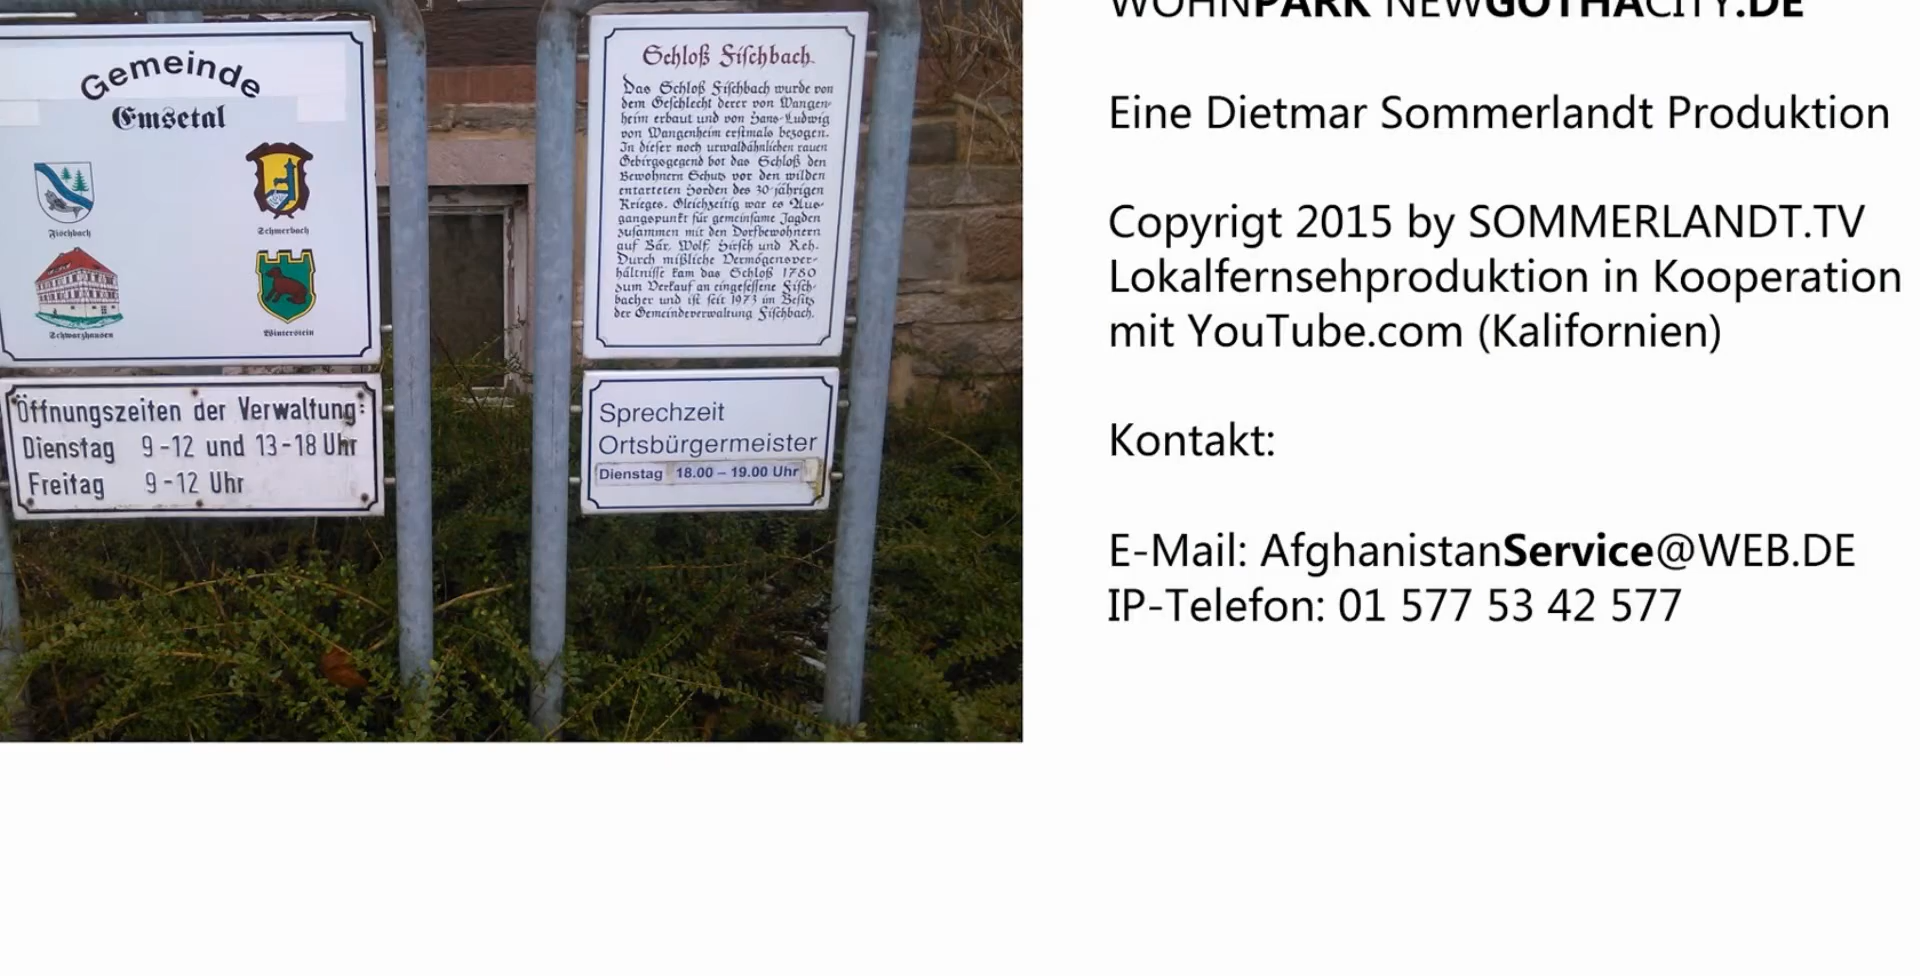 Gemeinde
Emsetal
Fischbach
Schmerbach
Schwarzhausen
Winterstein
Öffnungszeiten der Verwaltung:
Dienstag 9-12 und 13-18 Uhr
Freitag 9-12 Uhr
Schloß Fischbach
Das Schloß Fischbach wurde von
dem Geschlecht derer von Wangen-
heim erbaut und von Hans-Ludwig
von Wangenheim erstmals bezogen.
In dieser noch urwaldähnlichen rauen
Gebirgsgegend bot das Schloß den
Bewohnern Schutz vor den wilden
entarteten Horden des 30-jährigen
Krieges. Gleichzeitig war es Aus-
gangspunkt für gemeinsame Jagden
zusammen mit den Dorfbewohnern
auf Bär, Wolf, Hirsch und Reh.
Durch mißliche Vermögensver-
hältnisse kam das Schloß 1780
zum Verkauf an eingesessene Fisch-
bacher und ist seit 1973 im Besitz
der Gemeindeverwaltung Fischbach.
Sprechzeit
Ortsbürgermeister
Dienstag 18.00 – 19.00 Uhr
WOHNPARK NEWGOTHACITY.DE
Eine Dietmar Sommerlandt Produktion
Copyrigt 2015 by SOMMERLANDT.TV
Lokalfernsehproduktion in Kooperation
mit YouTube.com (Kalifornien)
Kontakt:
E-Mail: AfghanistanService@WEB.DE
IP-Telefon: 01 577 53 42 577